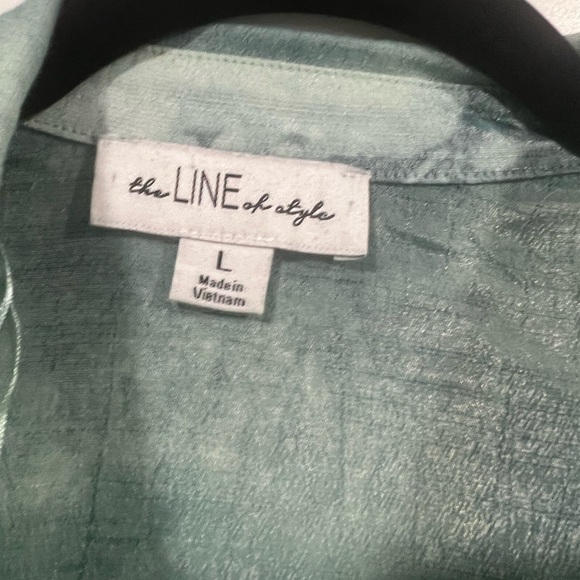 the LINE of style
L
Made in
Vietnam